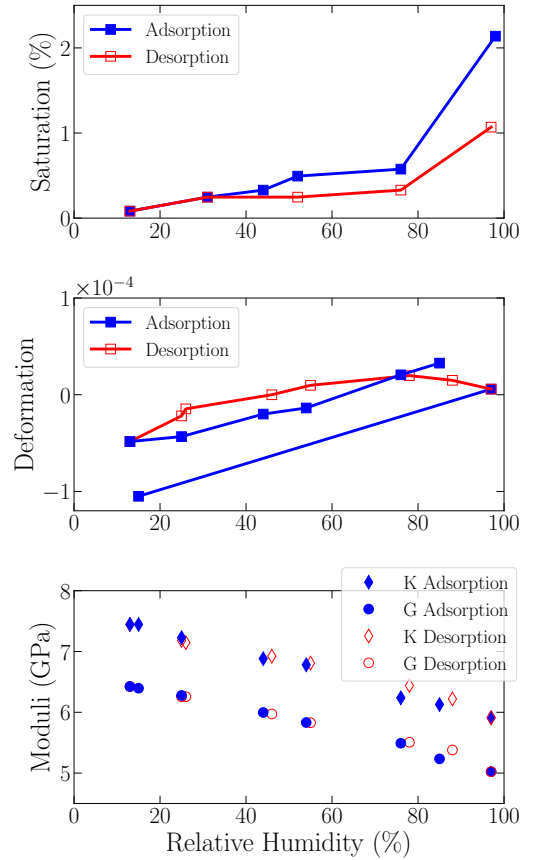 Adsorption
Desorption
Saturation (%)
2
1
0
0 20 40 60 80 100
×10⁻⁴
1
Adsorption
Desorption
Deformation
0
−1
0 20 40 60 80 100
8
7
6
5
Moduli (GPa)
K Adsorption
G Adsorption
K Desorption
G Desorption
0 20 40 60 80 100
Relative Humidity (%)